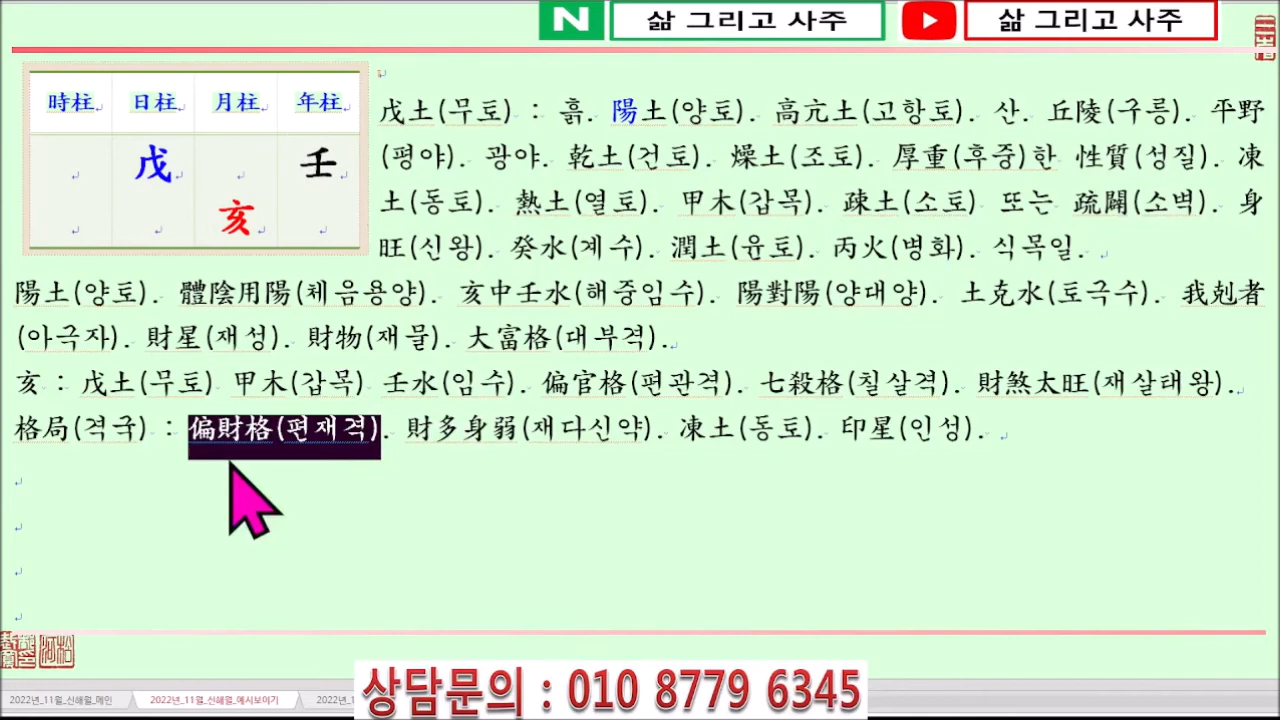 N 삶 그리고 사주 삶 그리고 사주
時柱 日柱 月柱 年柱
戊 壬
亥
戊土(무토) : 흙. 陽土(양토). 高亢土(고항토). 산. 丘陵(구릉). 平野
(평야). 광야. 乾土(건토). 燥土(조토). 厚重(후중)한 性質(성질). 凍
土(동토). 熱土(열토). 甲木(갑목). 疎土(소토) 또는 疏闢(소벽). 身
旺(신왕). 癸水(계수). 潤土(윤토). 丙火(병화). 식목일.
陽土(양토). 體陰用陽(체음용양). 亥中壬水(해중임수). 陽對陽(양대양). 土克水(토극수). 我剋者
(아극자). 財星(재성). 財物(재물). 大富格(대부격).
亥 : 戊土(무토) 甲木(갑목) 壬水(임수). 偏官格(편관격). 七殺格(칠살격). 財煞太旺(재살태왕).
格局(격국) : 偏財格(편재격). 財多身弱(재다신약). 凍土(동토). 印星(인성).
2022년_11월_신해월_메인 2022년_11월_신해월_예시보이기 2022년_1
상담문의 : 010 8779 6345